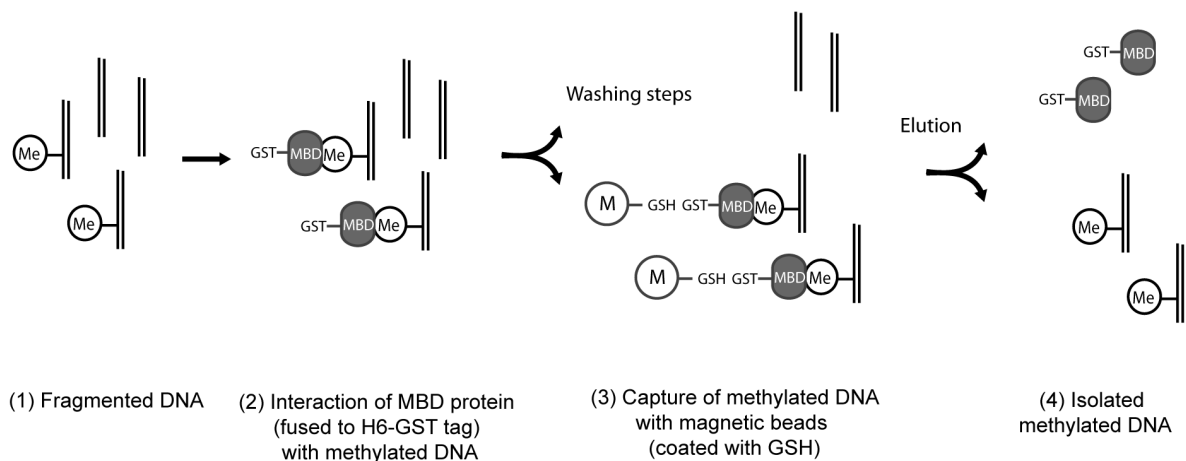 Me
Me
GST
MBD
Me
GST
MBD
Me
Washing steps
M
GSH
GST
MBD
Me
M
GSH
GST
MBD
Me
Elution
GST
MBD
GST
MBD
Me
Me
(1) Fragmented DNA
(2) Interaction of MBD protein
(fused to H6-GST tag)
with methylated DNA
(3) Capture of methylated DNA
with magnetic beads
(coated with GSH)
(4) Isolated
methylated DNA